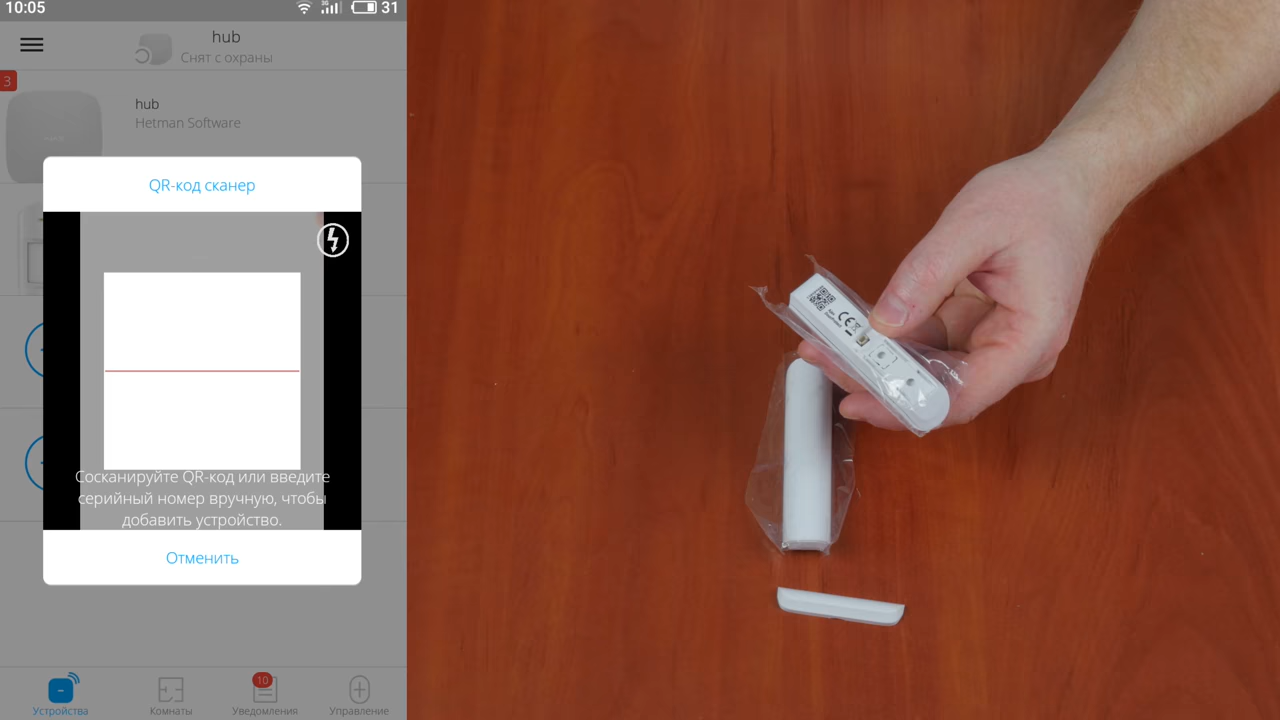 10:05
3G
31
hub
Снят с охраны
3
hub
Hetman Software
QR-код сканер
Сосканируйте QR-код или введите
серийный номер вручную, чтобы
добавить устройство.
Отменить
10
Устройства
Комнаты
Уведомления
Управление
CE